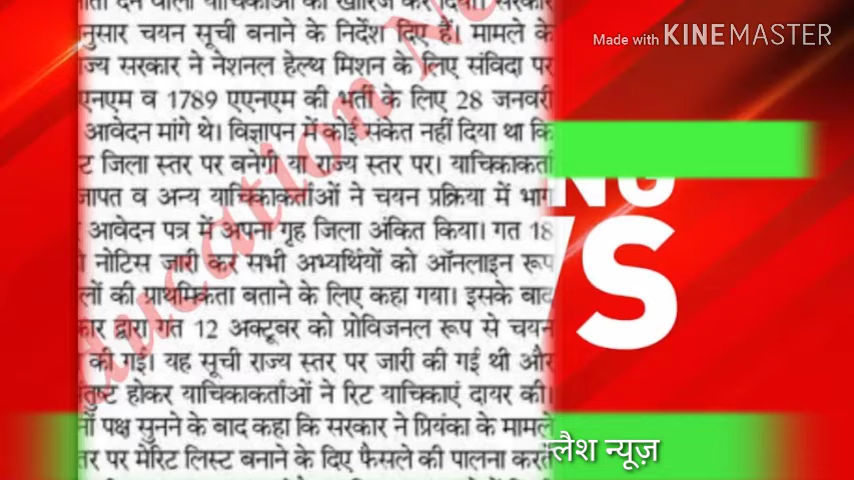 नुसार चयन सूची बनाने के निर्देश दिए हैं। मामले के
ज्य सरकार ने नेशनल हेल्थ मिशन के लिए संविदा पर
एनएम व 1789 एएनएम की भर्ती के लिए 28 जनवरी
आवेदन मांगे थे। विज्ञापन में कोई संकेत नहीं दिया था कि
ट जिला स्तर पर बनेगी या राज्य स्तर पर। याचिकाकर्ता
जापत व अन्य याचिकाकर्ताओं ने चयन प्रक्रिया में भाग
आवेदन पत्र में अपना गृह जिला अंकित किया। गत 18
नोटिस जारी कर सभी अभ्यर्थियों को ऑनलाइन रूप
लों की प्राथमिकता बताने के लिए कहा गया। इसके बाद
कार द्वारा गत 12 अक्टूबर को प्रोविजनल रूप से चयन
की गई। यह सूची राज्य स्तर पर जारी की गई थी और
तुष्ट होकर याचिकाकर्ताओं ने रिट याचिकाएं दायर की।
पक्ष सुनने के बाद कहा कि सरकार ने प्रियंका के मामले
तर पर मेरिट लिस्ट बनाने के दिए फैसले की पालना करते
Made with KINEMASTER
NG
WS
लैश न्यूज़